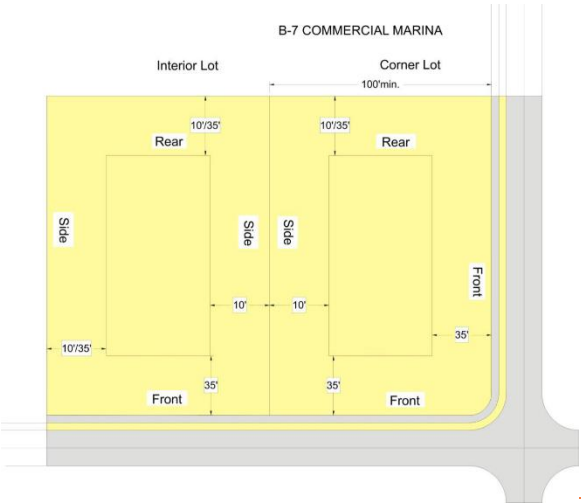 B-7 COMMERCIAL MARINA
Interior Lot
Corner Lot
100'min.
10'/35'
10'/35'
Rear
Rear
Side
Side
Side
Front
10'
10'
35'
10'/35'
35'
35'
Front
Front